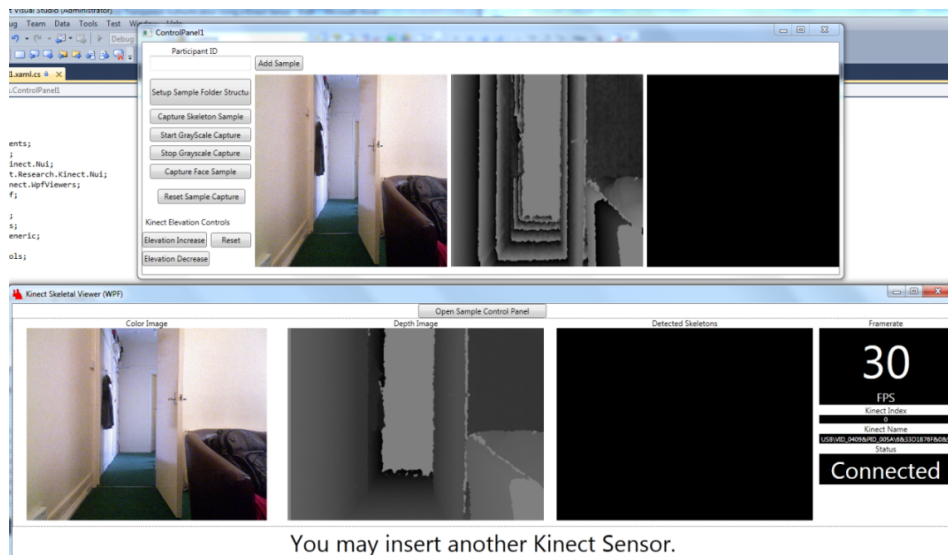 Visual Studio (Administrator)
ug Team Data Tools Test Window Help
Debug
ControlPanel1
Participant ID
Add Sample
1.xaml.cs
.ControlPanel1
Setup Sample Folder Structu
Capture Skeleton Sample
Start GrayScale Capture
Stop Grayscale Capture
Capture Face Sample
Reset Sample Capture
Kinect Elevation Controls
Elevation Increase Reset
Elevation Decrease
ents;
;
inect.Nui;
t.Research.Kinect.Nui;
nect.WpfViewers;
f;
;
s;
eneric;
ols;
Kinect Skeletal Viewer (WPF)
Open Sample Control Panel
Color Image Depth Image Detected Skeletons Framerate
30
FPS
Kinect Index
0
Kinect Name
Status
Connected
You may insert another Kinect Sensor.